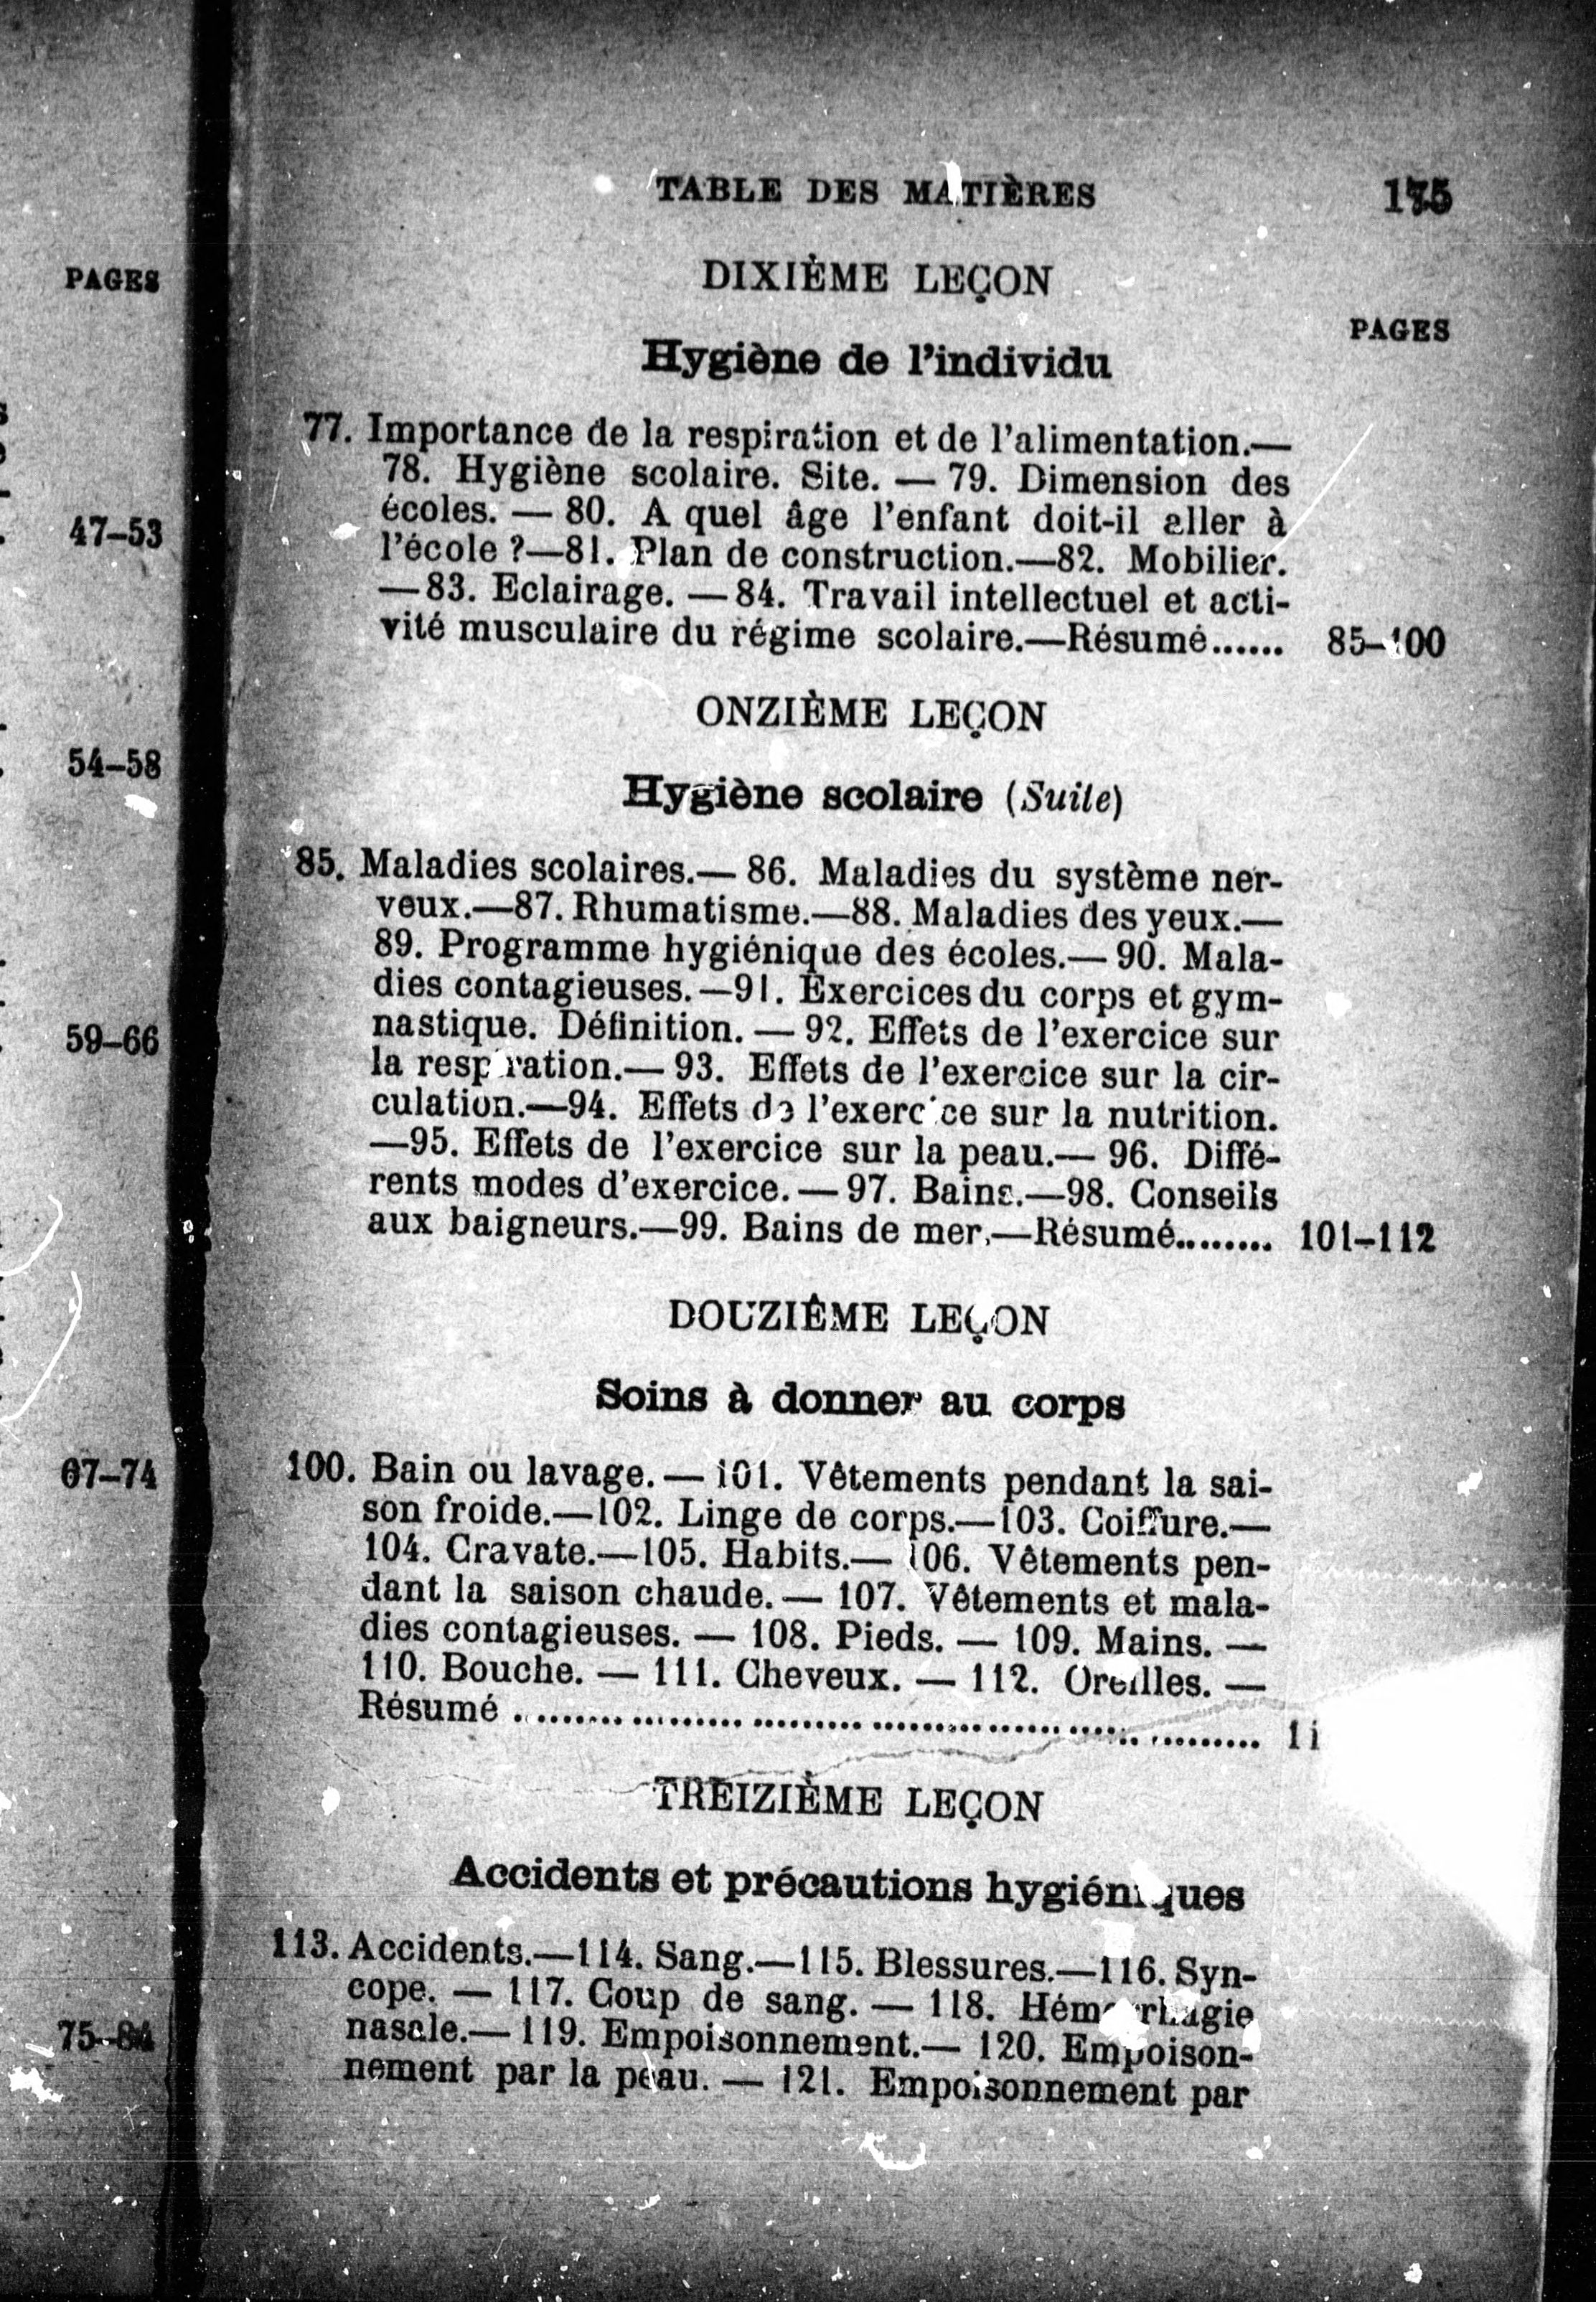 PAGES
47–53
54–58
59–66
67–74
75–84
TABLE DES MATIÈRES 175
DIXIÈME LEÇON
PAGES
Hygiène de l'individu
77. Importance de la respiration et de l'alimentation.—
78. Hygiène scolaire. Site. — 79. Dimension des
écoles. — 80. A quel âge l'enfant doit-il aller à
l'école ?—81. Plan de construction.—82. Mobilier.
—83. Eclairage. — 84. Travail intellectuel et acti-
vité musculaire du régime scolaire.—Résumé...... 85–100
ONZIÈME LEÇON
Hygiène scolaire (Suite)
85. Maladies scolaires.— 86. Maladies du système ner-
veux.—87. Rhumatisme.—88. Maladies des yeux.—
89. Programme hygiénique des écoles.— 90. Mala-
dies contagieuses.—91. Exercices du corps et gym-
nastique. Définition. — 92. Effets de l'exercice sur
la respiration.— 93. Effets de l'exercice sur la cir-
culation.—94. Effets de l'exercice sur la nutrition.
—95. Effets de l'exercice sur la peau.— 96. Diffé-
rents modes d'exercice. — 97. Bains.—98. Conseils
aux baigneurs.—99. Bains de mer.—Résumé........ 101–112
DOUZIÈME LEÇON
Soins à donner au corps
100. Bain ou lavage. — 101. Vêtements pendant la sai-
son froide.—102. Linge de corps.—103. Coiffure.—
104. Cravate.—105. Habits.— 106. Vêtements pen-
dant la saison chaude. — 107. Vêtements et mala-
dies contagieuses. — 108. Pieds. — 109. Mains. —
110. Bouche. — 111. Cheveux. — 112. Oreilles. —
Résumé ........................................................
TREIZIÈME LEÇON
Accidents et précautions hygiéniques
113. Accidents.—114. Sang.—115. Blessures.—116. Syn-
cope. — 117. Coup de sang. — 118. Hémorrhagie
nasale.— 119. Empoisonnement.— 120. Empoison-
nement par la peau. — 121. Empoisonnement par